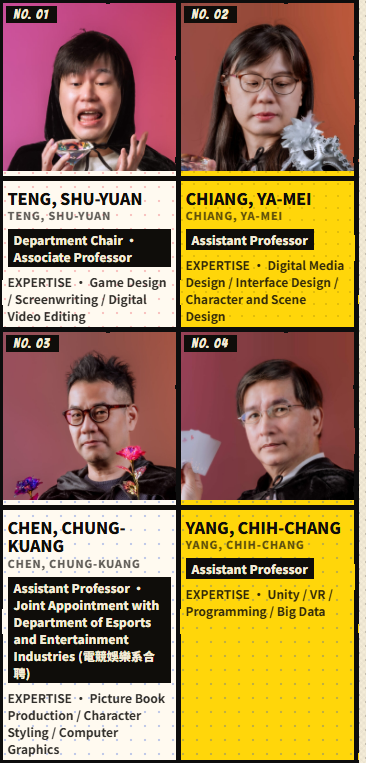 NO. 01
TENG, SHU-YUAN
TENG, SHU-YUAN
Department Chair •
Associate Professor
EXPERTISE • Game Design
/ Screenwriting / Digital
Video Editing
NO. 02
CHIANG, YA-MEI
CHIANG, YA-MEI
Assistant Professor
EXPERTISE • Digital Media
Design / Interface Design /
Character and Scene
Design
NO. 03
CHEN, CHUNG-
KUANG
CHEN, CHUNG-KUANG
Assistant Professor •
Joint Appointment with
Department of Esports
and Entertainment
Industries (電競娛樂系合
聘)
EXPERTISE • Picture Book
Production / Character
Styling / Computer
Graphics
NO. 04
YANG, CHIH-CHANG
YANG, CHIH-CHANG
Assistant Professor
EXPERTISE • Unity / VR /
Programming / Big Data